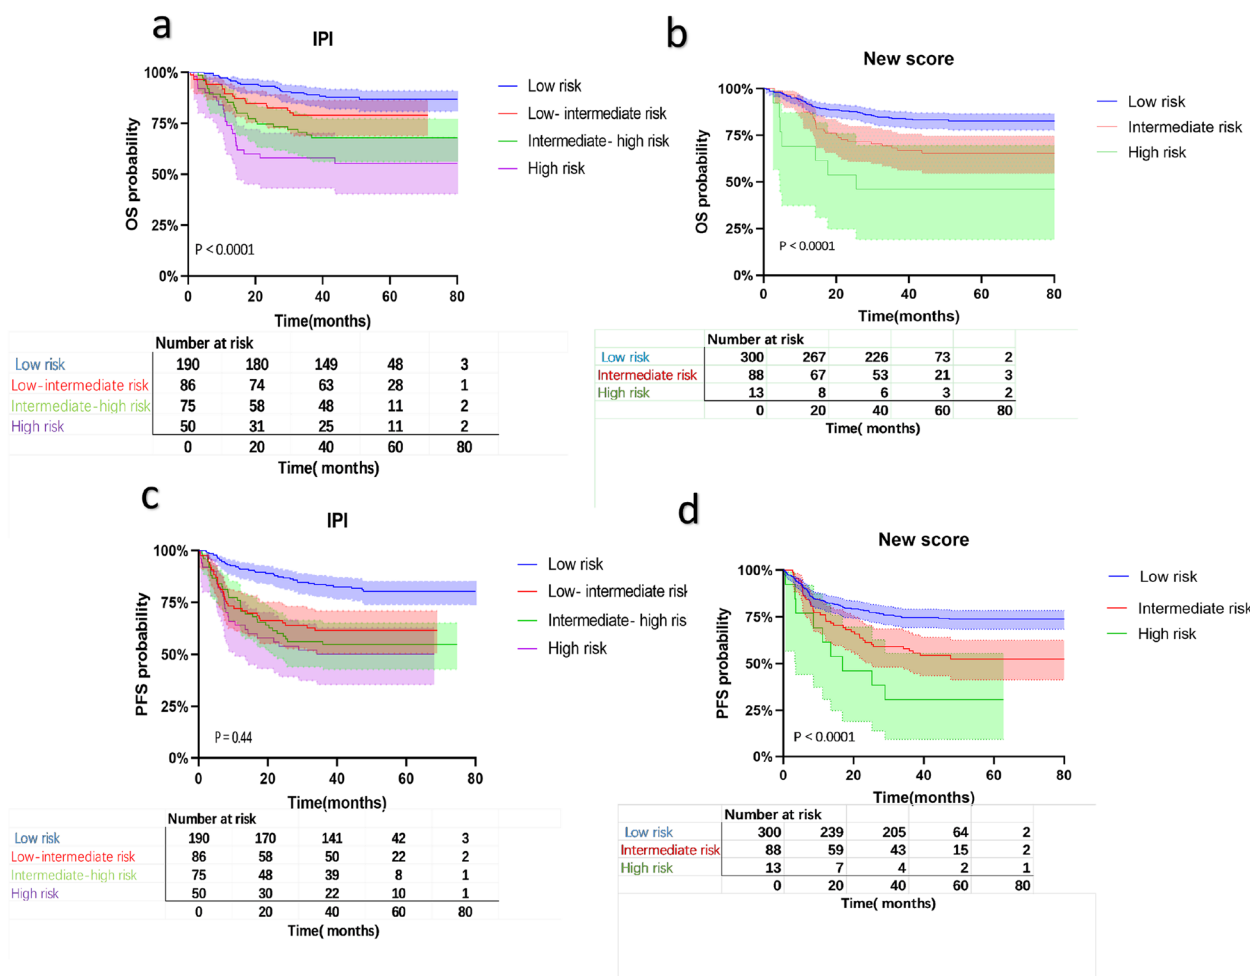 a
IPI
100%
75%
50%
25%
0%
OS probability
P < 0.0001
0 20 40 60 80
Time(months)
Low risk
Low- intermediate risk
Intermediate- high risk
High risk
Number at risk
Low risk 190 180 149 48 3
Low-intermediate risk 86 74 63 28 1
Intermediate-high risk 75 58 48 11 2
High risk 50 31 25 11 2
0 20 40 60 80
Time( months)
b
New score
100%
75%
50%
25%
0%
OS probability
P < 0.0001
0 20 40 60 80
Time(months)
Low risk
Intermediate risk
High risk
Number at risk
Low risk 300 267 226 73 2
Intermediate risk 88 67 53 21 3
High risk 13 8 6 3 2
0 20 40 60 80
Time( months)
c
IPI
100%
75%
50%
25%
0%
PFS probability
P = 0.44
0 20 40 60 80
Time(months)
Low risk
Low- intermediate risk
Intermediate- high ris
High risk
Number at risk
Low risk 190 170 141 42 3
Low-intermediate risk 86 58 50 22 2
Intermediate-high risk 75 48 39 8 1
High risk 50 30 22 10 1
0 20 40 60 80
Time( months)
d
New score
100%
75%
50%
25%
0%
PFS probability
P < 0.0001
0 20 40 60 80
Time(months)
Low risk
Intermediate risk
High risk
Number at risk
Low risk 300 239 205 64 2
Intermediate risk 88 59 43 15 2
High risk 13 7 4 2 1
0 20 40 60 80
Time( months)